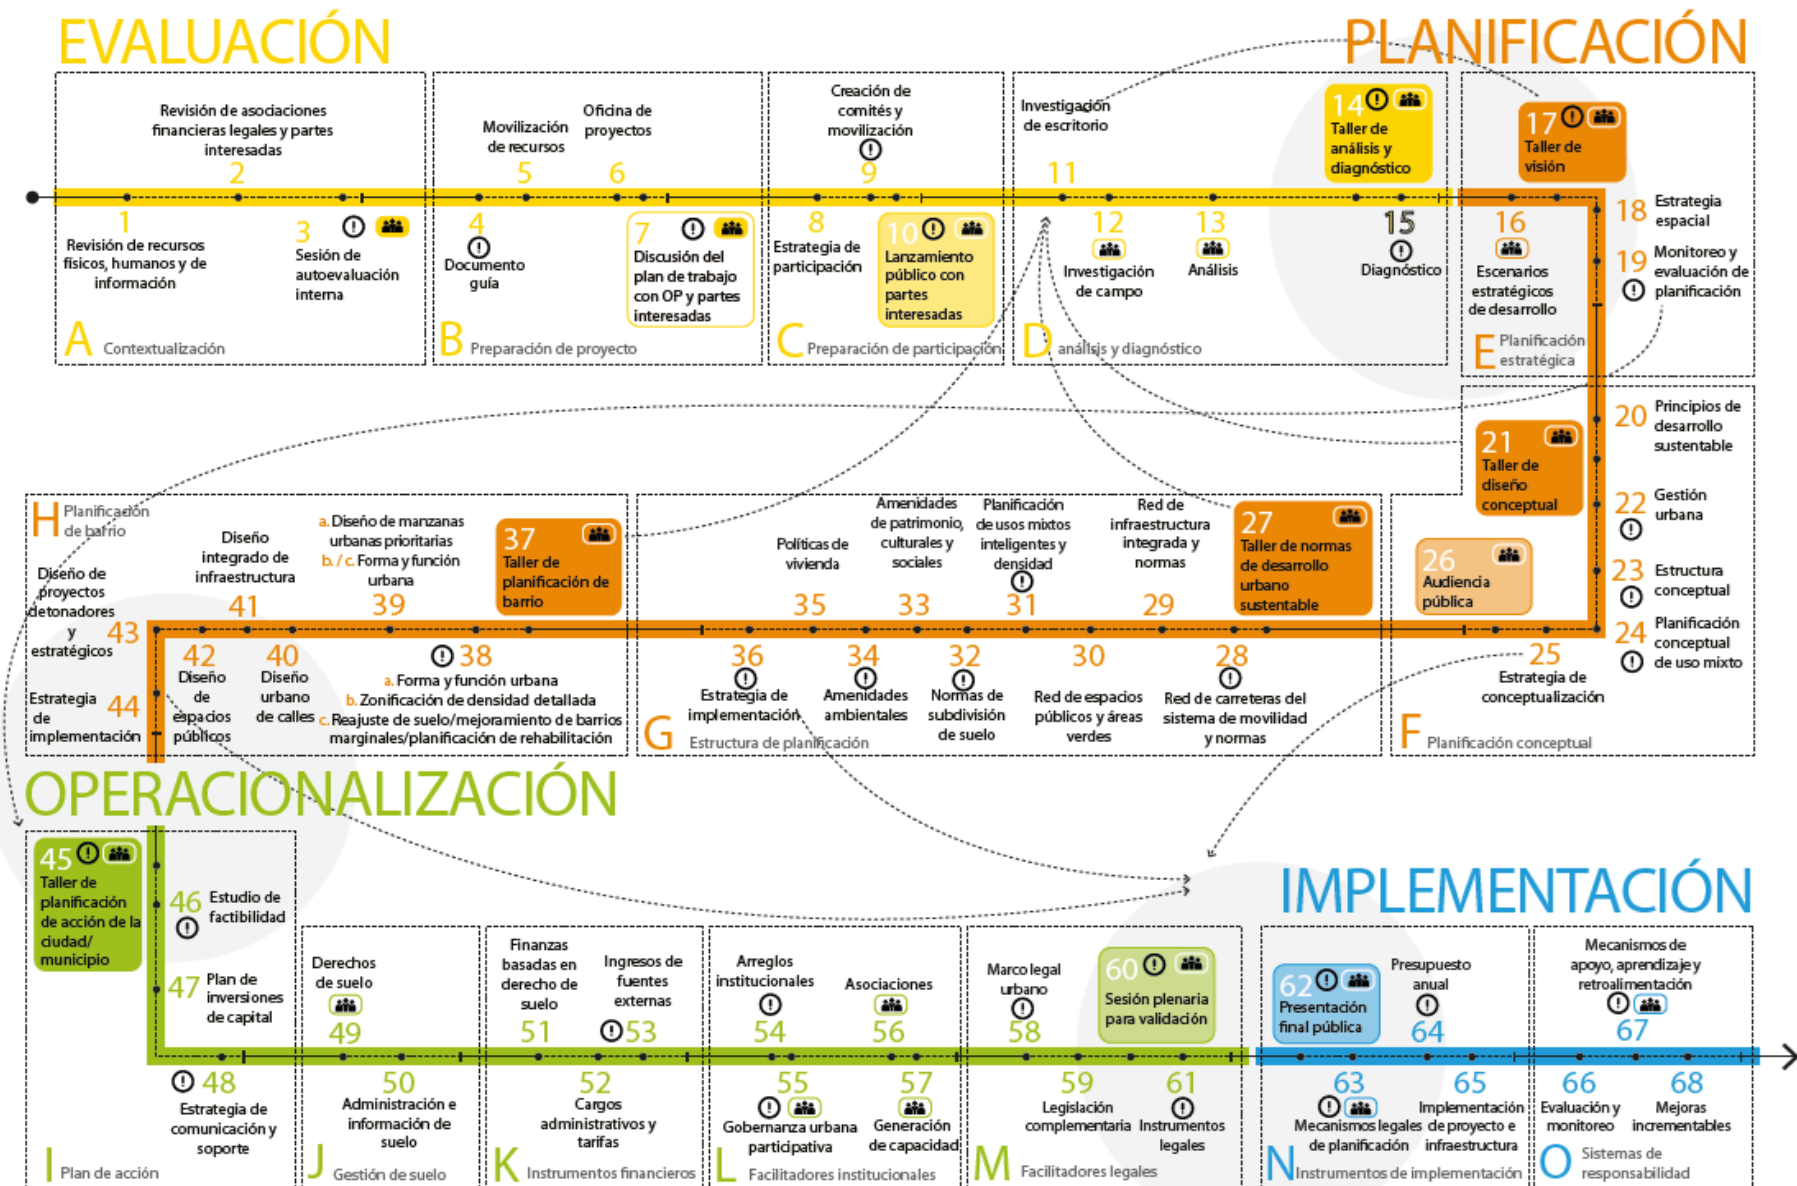 EVALUACIÓN
Revisión de recursos
físicos, humanos y de
información
1
Revisión de asociaciones
financieras legales y partes
interesadas
2
3
Sesión de
autoevaluación
interna
A Contextualización
4
Documento
guía
Movilización
de recursos
5
Oficina de
proyectos
6
7
Discusión del
plan de trabajo
con OP y partes
interesadas
B Preparación de proyecto
8
Estrategia de
participación
Creación de
comités y
movilización
9
10
Lanzamiento
público con
partes
interesadas
C Preparación de participación
Investigación
de escritorio
11
12
Investigación
de campo
13
Análisis
14
Taller de
análisis y
diagnóstico
15
Diagnóstico
D análisis y diagnóstico
PLANIFICACIÓN
16
Escenarios
estratégicos
de desarrollo
17
Taller de
visión
18 Estrategia
espacial
19 Monitoreo y
evaluación de
planificación
E Planificación
estratégica
20 Principios de
desarrollo
sustentable
21
Taller de
diseño
conceptual
22 Gestión
urbana
23 Estructura
conceptual
24 Planificación
conceptual
de uso mixto
25
Estrategia de
conceptualización
26
Audiencia
pública
F Planificación conceptual
27
Taller de normas
de desarrollo
urbano
sustentable
28
Red de carreteras del
sistema de movilidad
y normas
Red de
infraestructura
integrada y
normas
29
30
Red de espacios
públicos y áreas
verdes
Planificación
de usos mixtos
inteligentes y
densidad
31
32
Normas de
subdivisión
de suelo
Amenidades
de patrimonio,
culturales y
sociales
33
34
Amenidades
ambientales
Políticas de
vivienda
35
36
Estrategia de
implementación
G Estructura de planificación
37
Taller de
planificación de
barrio
38
a. Forma y función urbana
b. Zonificación de densidad detallada
c. Reajuste de suelo/mejoramiento de barrios
marginales/planificación de rehabilitación
a. Diseño de manzanas
urbanas prioritarias
b. / c. Forma y función
urbana
39
40
Diseño
urbano
de calles
Diseño
integrado de
infraestructura
41
42
Diseño
de
espacios
públicos
Diseño de
proyectos
detonadores
y
estratégicos
43
Estrategia
de
implementación
44
H Planificación
de barrio
OPERACIONALIZACIÓN
45
Taller de
planificación
de acción de la
ciudad/
municipio
46 Estudio de
factibilidad
47 Plan de
inversiones
de capital
48
Estrategia de
comunicación y
soporte
I Plan de acción
Derechos
de suelo
49
50
Administración e
información de
suelo
J Gestión de suelo
Finanzas
basadas en
derecho de
suelo
51
52
Cargos
administrativos y
tarifas
Ingresos de
fuentes
externas
53
K Instrumentos financieros
Arreglos
institucionales
54
55
Gobernanza urbana
participativa
Asociaciones
56
57
Generación
de capacidad
L Facilitadores institucionales
Marco legal
urbano
58
59
Legislación
complementaria
60
Sesión plenaria
para validación
61
Instrumentos
legales
M Facilitadores legales
IMPLEMENTACIÓN
62
Presentación
final pública
63
Mecanismos legales
de planificación
Presupuesto
anual
64
65
Implementación
de proyecto e
infraestructura
N Instrumentos de implementación
66
Evaluación y
monitoreo
Mecanismos de
apoyo, aprendizaje y
retroalimentación
67
68
Mejoras
incrementables
O Sistemas de
responsabilidad